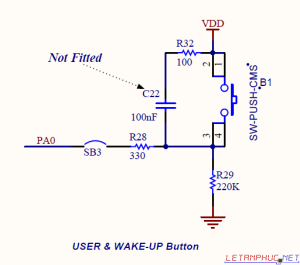 VDD
R32
100
Not Fitted
2
1
C22
100nF
B1
SW-PUSH-CMS
3
4
PA0
SB3
R28
330
R29
220K
USER & WAKE-UP Button
LETANPHUC.NET